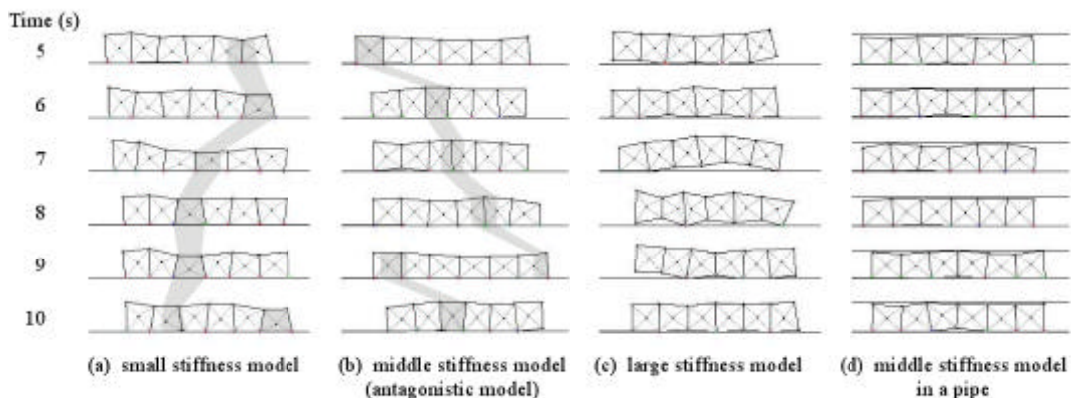 Time (s)
5
6
7
8
9
10
(a) small stiffness model
(b) middle stiffness model
(antagonistic model)
(c) large stiffness model
(d) middle stiffness model
in a pipe